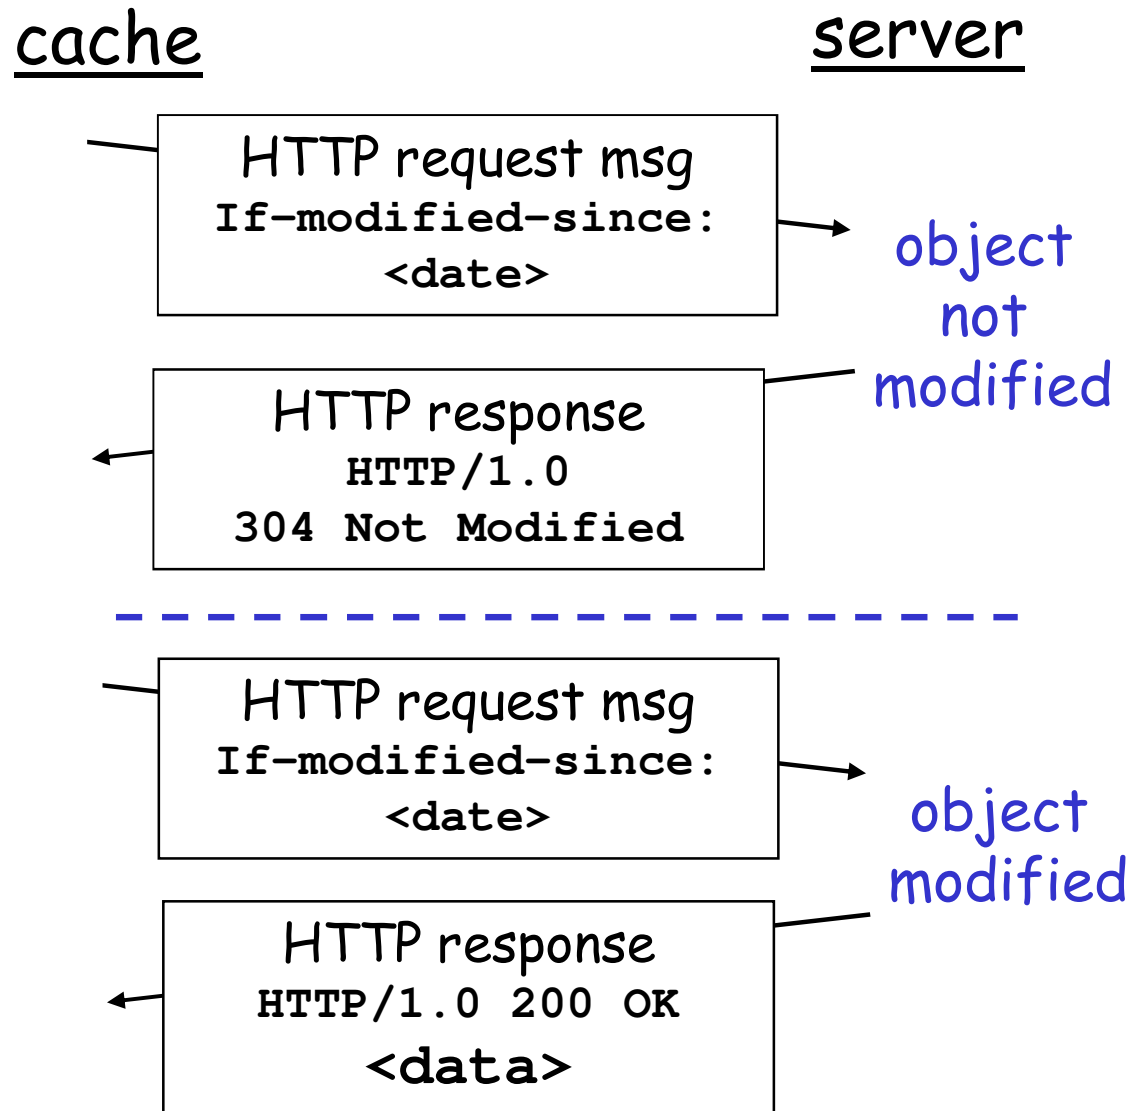 cache
server
HTTP request msg
If-modified-since:
<date>
object
not
modified
HTTP response
HTTP/1.0
304 Not Modified
HTTP request msg
If-modified-since:
<date>
object
modified
HTTP response
HTTP/1.0 200 OK
<data>